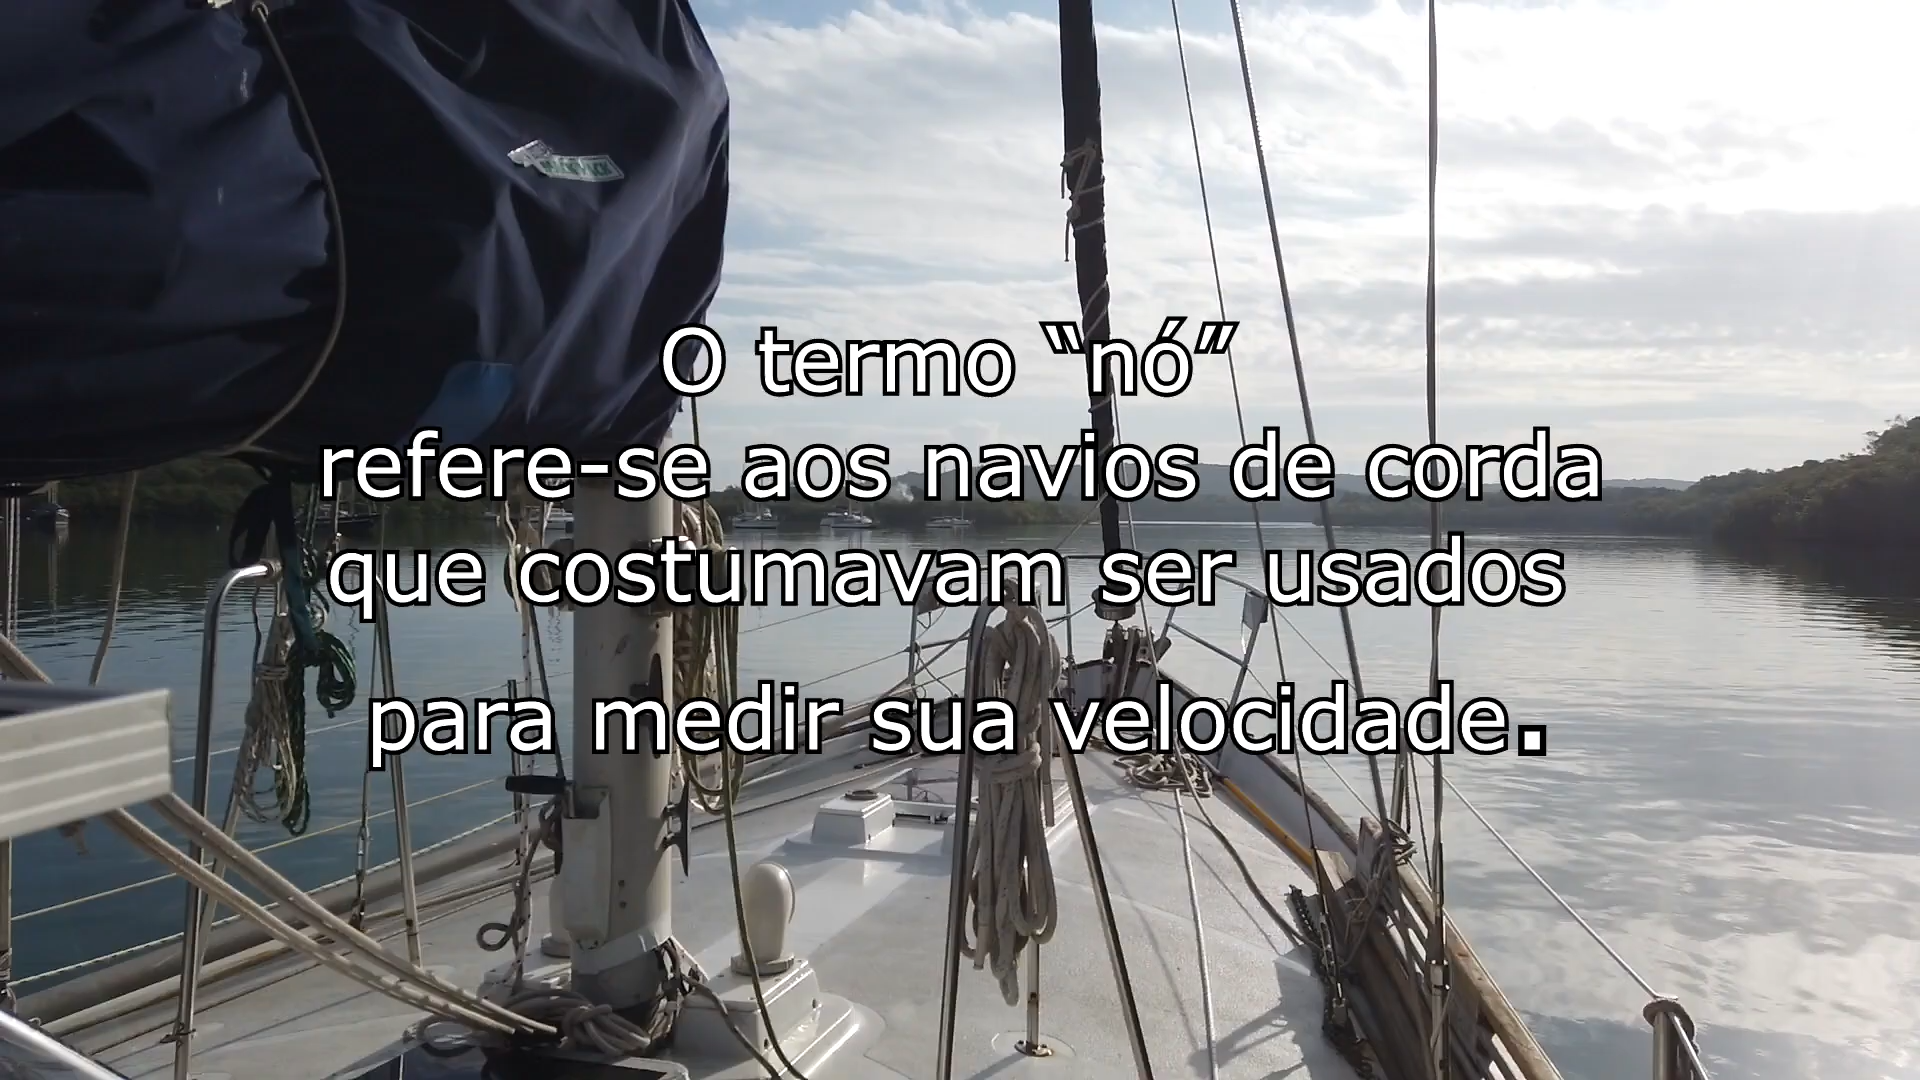 O termo “nó”
refere-se aos navios de corda
que costumavam ser usados
para medir sua velocidade.